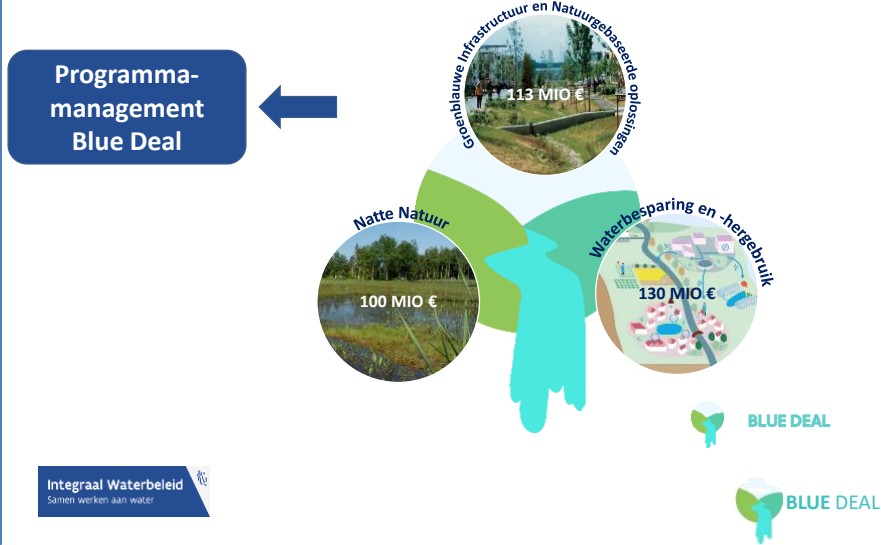 Groenblauwe Infrastructuur en Natuurgebaseerde oplossingen
113 MIO €
Programma-
management
Blue Deal
Natte Natuur
100 MIO €
Waterbesparing en -hergebruik
130 MIO €
BLUE DEAL
Integraal Waterbeleid
Samen werken aan water
BLUE DEAL